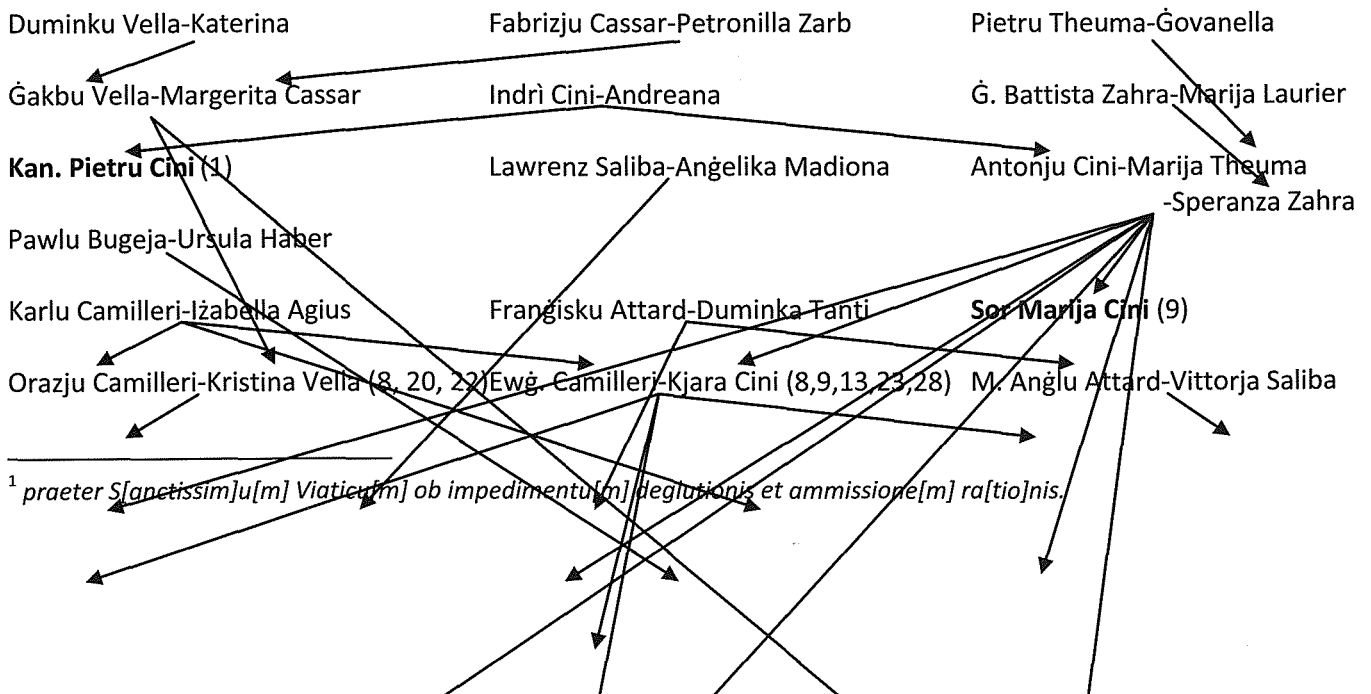 Duminku Vella-Katerina Fabrizju Cassar-Petronilla Zarb Pietru Theuma-Ġovanella
Ġakbu Vella-Margerita Cassar Indrì Cini-Andreana Ġ. Battista Zahra-Marija Laurier
Kan. Pietru Cini (1) Lawrenz Saliba-Anġelika Madiona Antonju Cini-Marija Theuma
-Speranza Zahra
Pawlu Bugeja-Ursula Haber
Karlu Camilleri-Iżabella Agius Franġisku Attard-Duminka Tanti Sor Marija Cini (9)
Orazju Camilleri-Kristina Vella (8, 20, 22) Ewġ. Camilleri-Kjara Cini (8,9,13,23,28) M. Anġlu Attard-Vittorja Saliba
1 praeter S[anctissim]u[m] Viaticu[m] ob impedimentu[m] deglutionis et ammissione[m] ra[tio]nis.